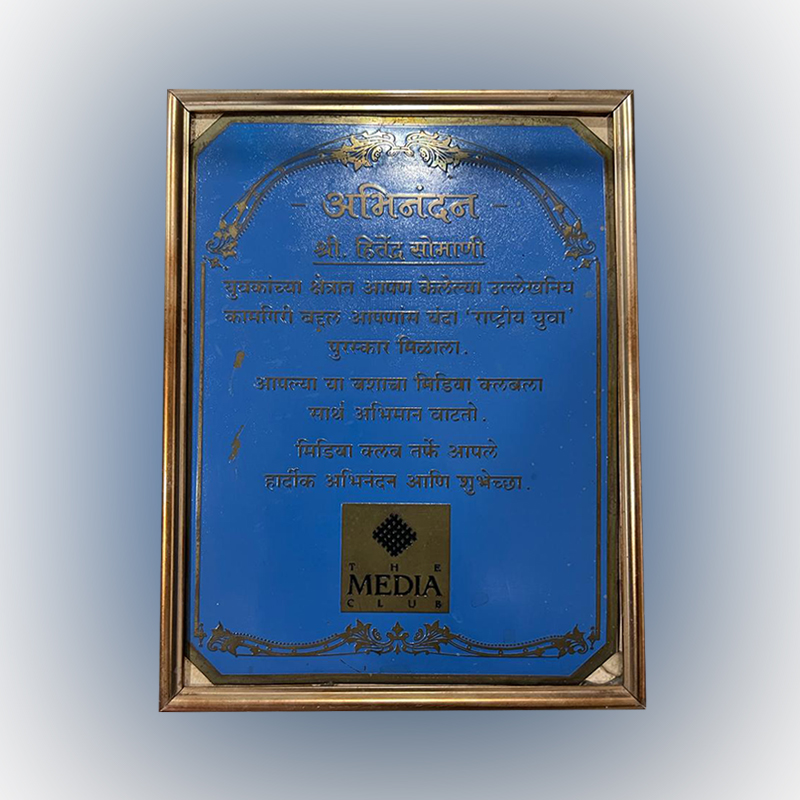 - अभिनंदन -
श्री. हितेंद्र सोमाणी
युवकांच्या क्षेत्रात आपण केलेल्या उल्लेखनिय
कामगिरी बद्दल आपणांस यंदा 'राष्ट्रीय युवा'
पुरस्कार मिळाला.
आपल्या या यशाचा मिडिया क्लबला
सार्थ अभिमान वाटतो.
मिडिया क्लब तर्फे आपले
हार्दीक अभिनंदन आणि शुभेच्छा.
THE
MEDIA
CLUB